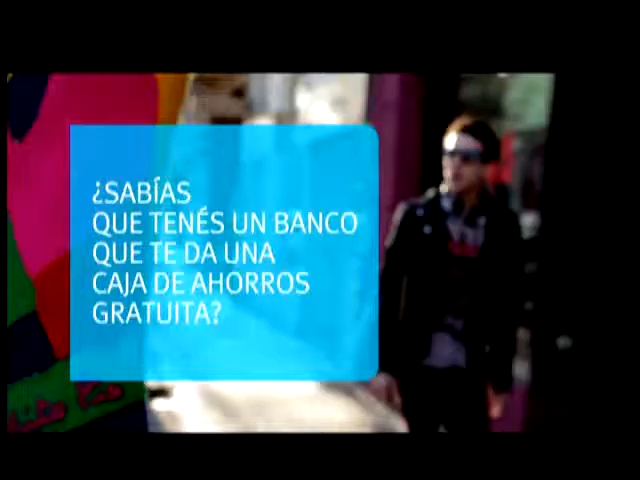 ¿SABÍAS
QUE TENÉS UN BANCO
QUE TE DA UNA
CAJA DE AHORROS
GRATUITA?